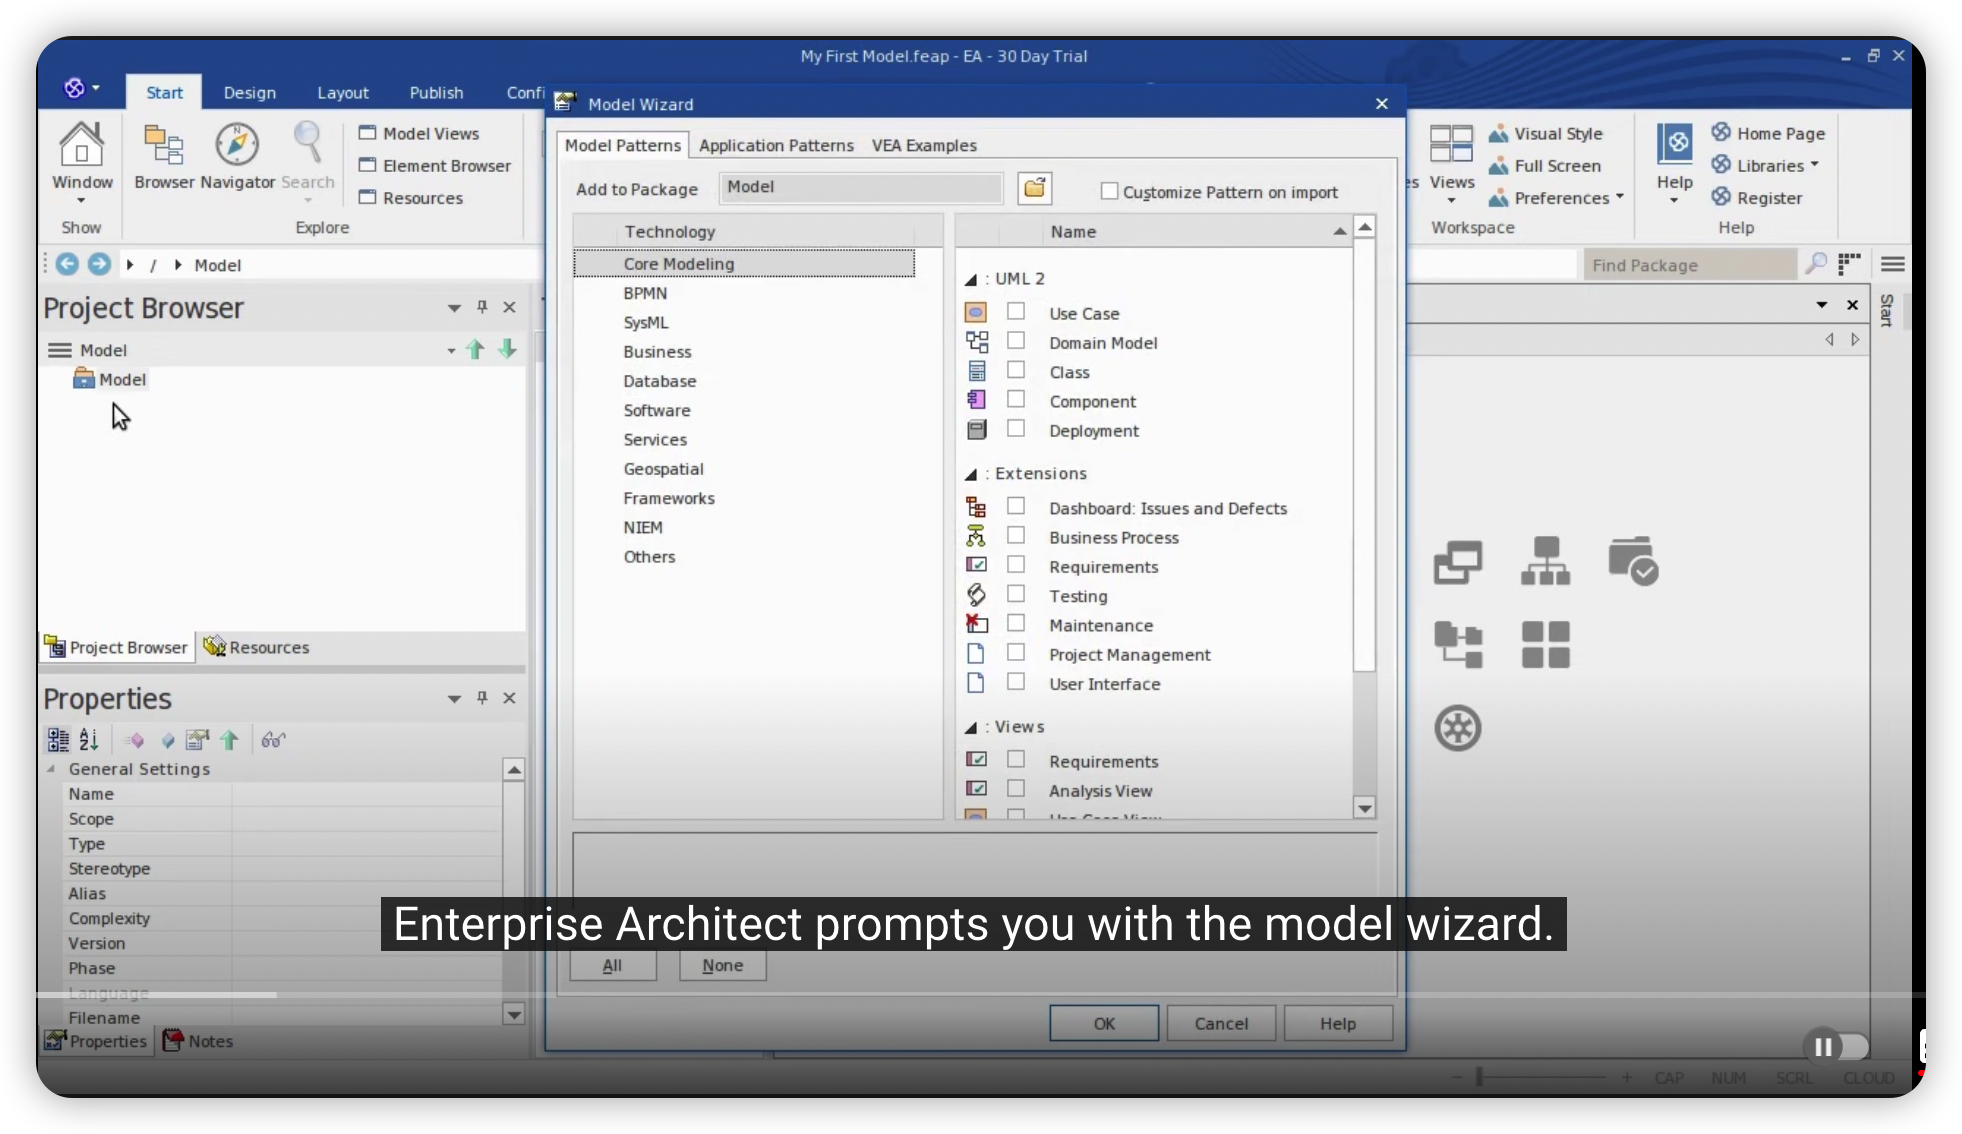 My First Model.feap - EA - 30 Day Trial
Start Design Layout Publish Confi
Model Wizard
Window
Show
Browser Navigator Search
Model Views
Element Browser
Resources
Explore
Views
Visual Style
Full Screen
Preferences
Workspace
Help
Home Page
Libraries
Register
Help
/ Model
Find Package
Project Browser
Model
Model
Project Browser Resources
Properties
General Settings
Name
Scope
Type
Stereotype
Alias
Complexity
Version
Phase
Language
Filename
Properties Notes
Model Patterns Application Patterns VEA Examples
Add to Package Model Customize Pattern on import
Technology
Core Modeling
BPMN
SysML
Business
Database
Software
Services
Geospatial
Frameworks
NIEM
Others
Name
: UML 2
Use Case
Domain Model
Class
Component
Deployment
: Extensions
Dashboard: Issues and Defects
Business Process
Requirements
Testing
Maintenance
Project Management
User Interface
: Views
Requirements
Analysis View
Use Case View
Start
Enterprise Architect prompts you with the model wizard.
All None
OK Cancel Help
CAP NUM SCRL CLOUD